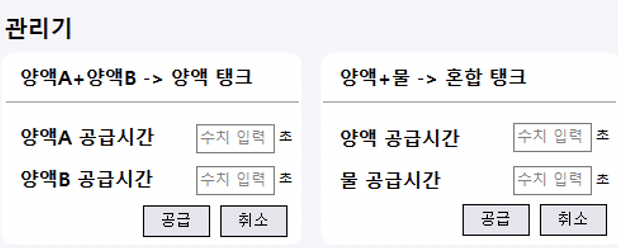 관리기
양액A+양액B -> 양액 탱크
양액A 공급시간 수치 입력 초
양액B 공급시간 수치 입력 초
공급 취소
양액+물 -> 혼합 탱크
양액 공급시간 수치 입력 초
물 공급시간 수치 입력 초
공급 취소